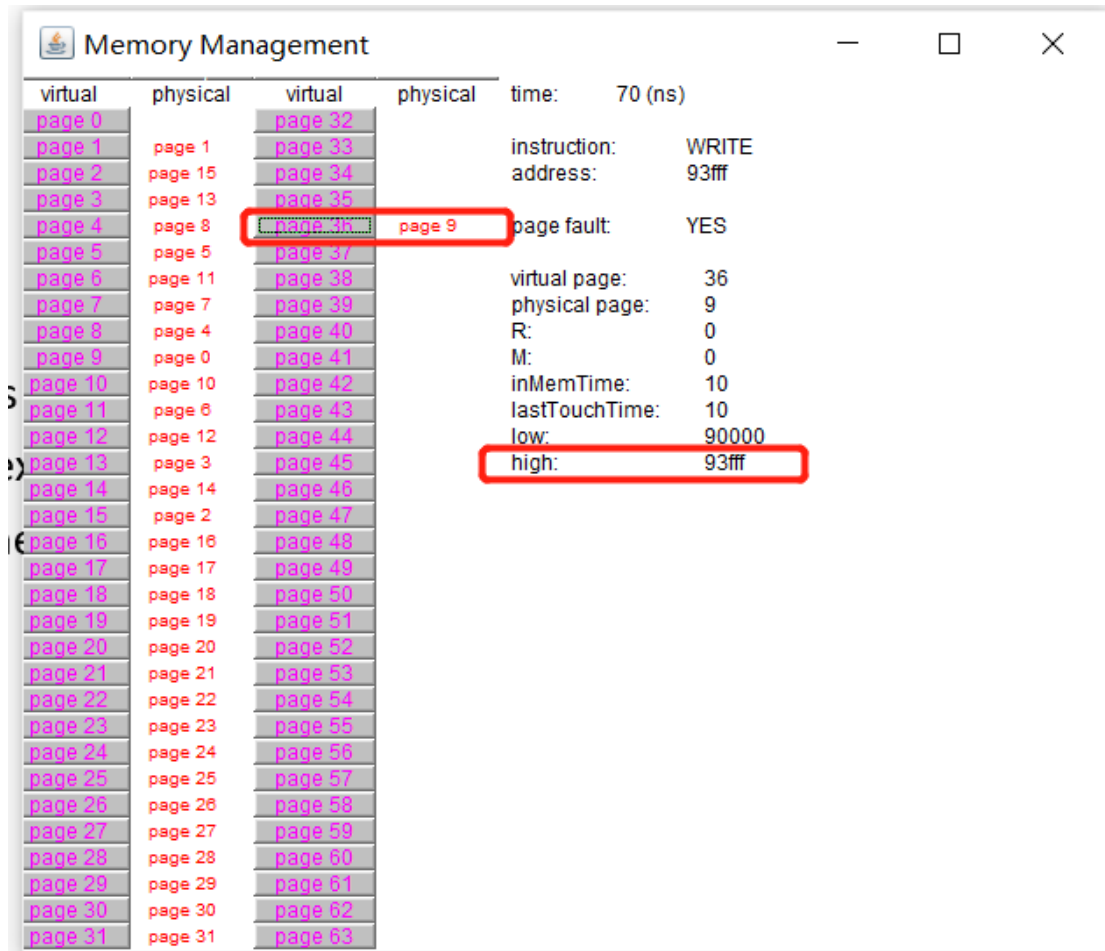 Memory Management
virtual physical virtual physical time: 70 (ns)
page 0 page 32
page 1 page 1 page 33 instruction: WRITE
page 2 page 15 page 34 address: 93fff
page 3 page 13 page 35
page 4 page 8 page 36 page 9 page fault: YES
page 5 page 5 page 37
page 6 page 11 page 38 virtual page: 36
page 7 page 7 page 39 physical page: 9
page 8 page 4 page 40 R: 0
page 9 page 0 page 41 M: 0
page 10 page 10 page 42 inMemTime: 10
page 11 page 6 page 43 lastTouchTime: 10
page 12 page 12 page 44 low: 90000
page 13 page 3 page 45 high: 93fff
page 14 page 14 page 46
page 15 page 2 page 47
page 16 page 16 page 48
page 17 page 17 page 49
page 18 page 18 page 50
page 19 page 19 page 51
page 20 page 20 page 52
page 21 page 21 page 53
page 22 page 22 page 54
page 23 page 23 page 55
page 24 page 24 page 56
page 25 page 25 page 57
page 26 page 26 page 58
page 27 page 27 page 59
page 28 page 28 page 60
page 29 page 29 page 61
page 30 page 30 page 62
page 31 page 31 page 63